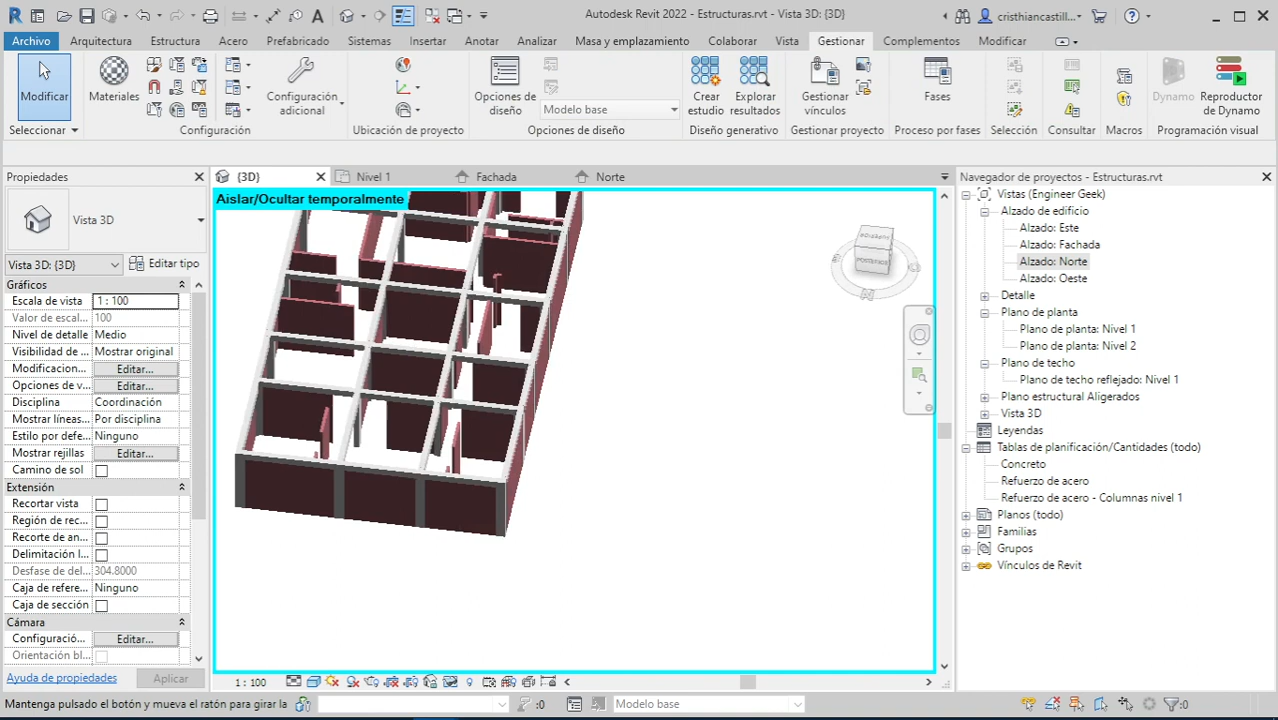 Autodesk Revit 2022 - Estructuras.rvt - Vista 3D: {3D}
cristhiancastill...
Archivo Arquitectura Estructura Acero Prefabricado Sistemas Insertar Anotar Analizar Masa y emplazamiento Colaborar Vista Gestionar Complementos Modificar
Modificar
Materiales
Configuración adicional
Opciones de diseño
Modelo base
Crear estudio
Explorar resultados
Gestionar vínculos
Fases
Dynamo
Reproductor de Dynamo
Seleccionar
Configuración
Ubicación de proyecto
Opciones de diseño
Diseño generativo
Gestionar proyecto
Proceso por fases
Selección
Consultar
Macros
Programación visual
Propiedades
Vista 3D
Vista 3D: {3D}
Editar tipo
Gráficos
Escala de vista 1 : 100
Valor de escal... 100
Nivel de detalle Medio
Visibilidad de ... Mostrar original
Modificacion... Editar...
Opciones de v... Editar...
Disciplina Coordinación
Mostrar líneas... Por disciplina
Estilo por defe... Ninguno
Mostrar rejillas Editar...
Camino de sol
Extensión
Recortar vista
Región de rec...
Recorte de an...
Delimitación l...
Desfase de del... 304.8000
Caja de refere... Ninguno
Caja de sección
Cámara
Configuració... Editar...
Orientación bl...
Ayuda de propiedades
Aplicar
{3D}
Nivel 1
Fachada
Norte
Aislar/Ocultar temporalmente
1 : 100
Navegador de proyectos - Estructuras.rvt
Vistas (Engineer Geek)
Alzado de edificio
Alzado: Este
Alzado: Fachada
Alzado: Norte
Alzado: Oeste
Detalle
Plano de planta
Plano de planta: Nivel 1
Plano de planta: Nivel 2
Plano de techo
Plano de techo reflejado: Nivel 1
Plano estructural Aligerados
Vista 3D
Leyendas
Tablas de planificación/Cantidades (todo)
Concreto
Refuerzo de acero
Refuerzo de acero - Columnas nivel 1
Planos (todo)
Familias
Grupos
Vínculos de Revit
Mantenga pulsado el botón y mueva el ratón para girar la
:0
Modelo base
:0